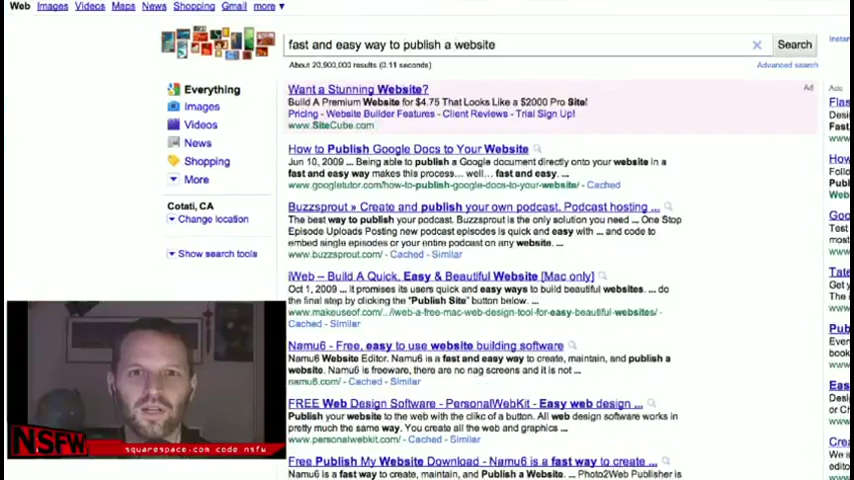 Web Images Videos Maps News Shopping Gmail more ▼
fast and easy way to publish a website
Search
Instan
About 20,900,000 results (0.11 seconds)
Advanced search
Everything
Images
Videos
News
Shopping
More
Cotati, CA
Change location
Show search tools
Want a Stunning Website?
Ad
Build A Premium Website for $4.75 That Looks Like a $2000 Pro Site!
Pricing - Website Builder Features - Client Reviews - Trial Sign Up!
www.SiteCube.com
How to Publish Google Docs to Your Website
Jun 10, 2009 ... Being able to publish a Google document directly onto your website in a
fast and easy way makes this process... well... fast and easy. ...
www.googletutor.com/how-to-publish-google-docs-to-your-website/ - Cached
Buzzsprout » Create and publish your own podcast. Podcast hosting ...
The best way to publish your podcast. Buzzsprout is the only solution you need ... One Stop
Episode Uploads Posting new podcast episodes is quick and easy with ... and code to
embed single episodes or your entire podcast on any website. ...
www.buzzsprout.com/ - Cached - Similar
iWeb – Build A Quick, Easy & Beautiful Website [Mac only]
Oct 1, 2009 ... It promises its users quick and easy ways to build beautiful websites. ... do
the final step by clicking the "Publish Site" button below. ...
www.makeuseof.com/.../iweb-a-free-mac-web-design-tool-for-easy-beautiful-websites/ -
Cached - Similar
Namu6 - Free, easy to use website building software
Namu6 Website Editor. Namu6 is a fast and easy way to create, maintain, and publish a
website. Namu6 is freeware, there are no nag screens and it is not ...
namu6.com/ - Cached - Similar
FREE Web Design Software - PersonalWebKit - Easy web design ...
Publish your website to the web with the clikc of a button. All web design software works in
pretty much the same way. You create all the web and graphics ...
www.personalwebkit.com/ - Cached - Similar
Free Publish My Website Download - Namu6 is a fast way to create ...
Namu6 is a fast way to create, maintain, and Publish a Website. ... Photo2Web Publisher is
Ads
Flas
Desi
Fast.
How
Follo
Pub
Web
Goo
Test
most
Tate
Get y
Publ
Every
book
Eas
Crea
NSFW
squarespace.com code nsfw